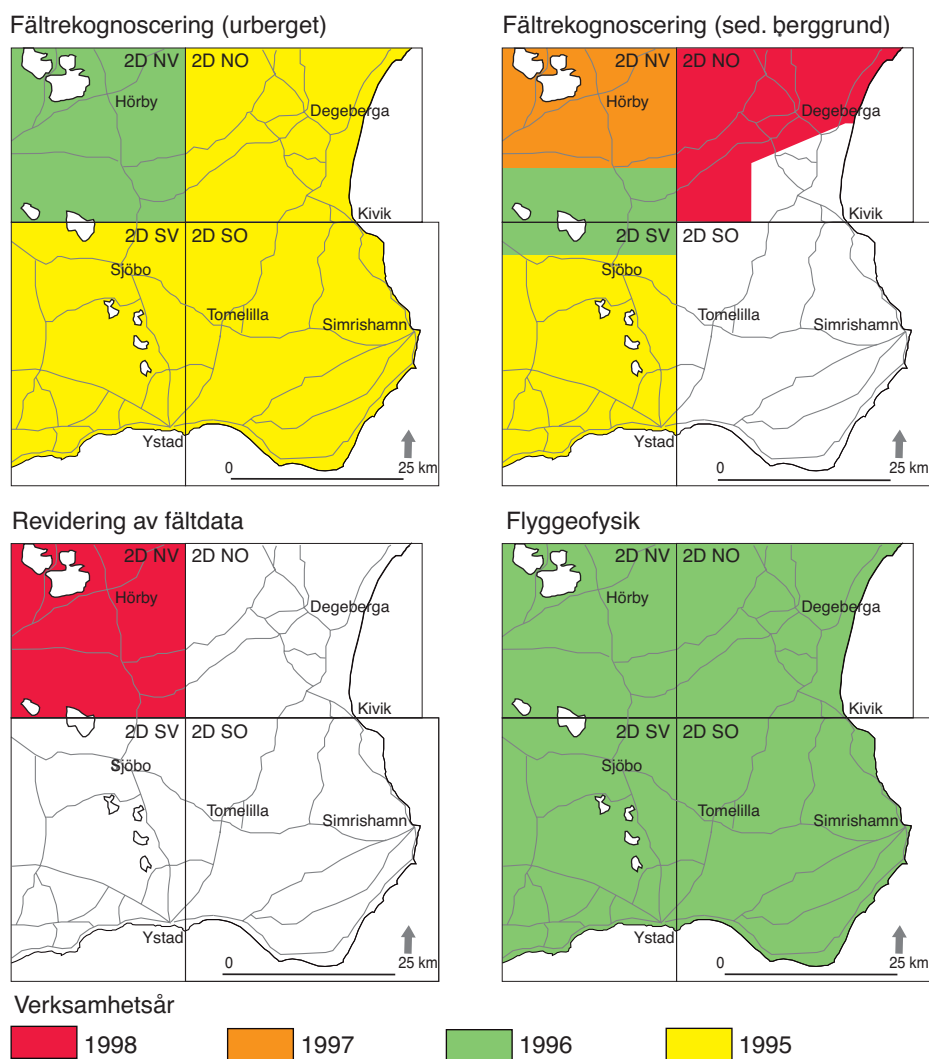 Fältrekognoscering (urberget)
2D NV
2D NO
Hörby
Degeberga
Kivik
2D SV
2D SO
Sjöbo
Tomelilla
Simrishamn
Ystad
0
25 km
Fältrekognoscering (sed. berggrund)
2D NV
2D NO
Hörby
Degeberga
Kivik
2D SV
2D SO
Sjöbo
Tomelilla
Simrishamn
Ystad
0
25 km
Revidering av fältdata
2D NV
2D NO
Hörby
Degeberga
Kivik
2D SV
2D SO
Sjöbo
Tomelilla
Simrishamn
Ystad
0
25 km
Flyggeofysik
2D NV
2D NO
Hörby
Degeberga
Kivik
2D SV
2D SO
Sjöbo
Tomelilla
Simrishamn
Ystad
0
25 km
Verksamhetsår
1998
1997
1996
1995